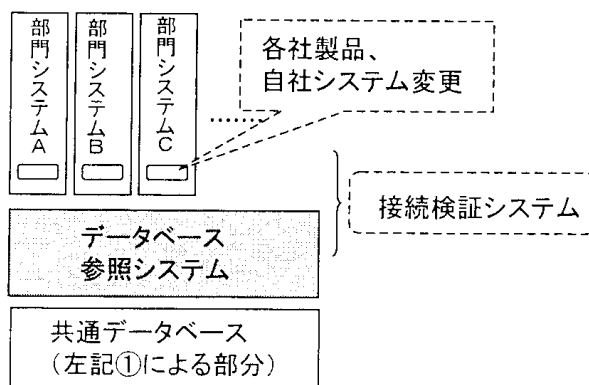 部門システムA
部門システムB
部門システムC
………
各社製品、
自社システム変更
接続検証システム
データベース
参照システム
共通データベース
(左記①による部分)